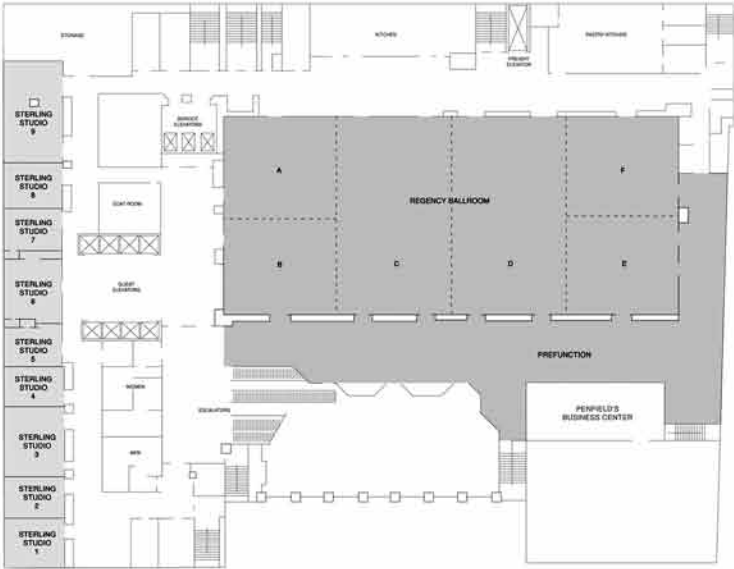 STORAGE
KITCHEN
PASTRY KITCHEN
FREIGHT
ELEVATOR
STERLING
STUDIO
9
SERVICE
ELEVATORS
STERLING
STUDIO
8
COAT ROOM
A
REGENCY BALLROOM
F
STERLING
STUDIO
7
B
C
D
E
STERLING
STUDIO
6
GUEST
ELEVATORS
STERLING
STUDIO
5
PREFUNCTION
STERLING
STUDIO
4
WOMEN
ESCALATORS
PENFIELD'S
BUSINESS CENTER
STERLING
STUDIO
3
MEN
STERLING
STUDIO
2
STERLING
STUDIO
1